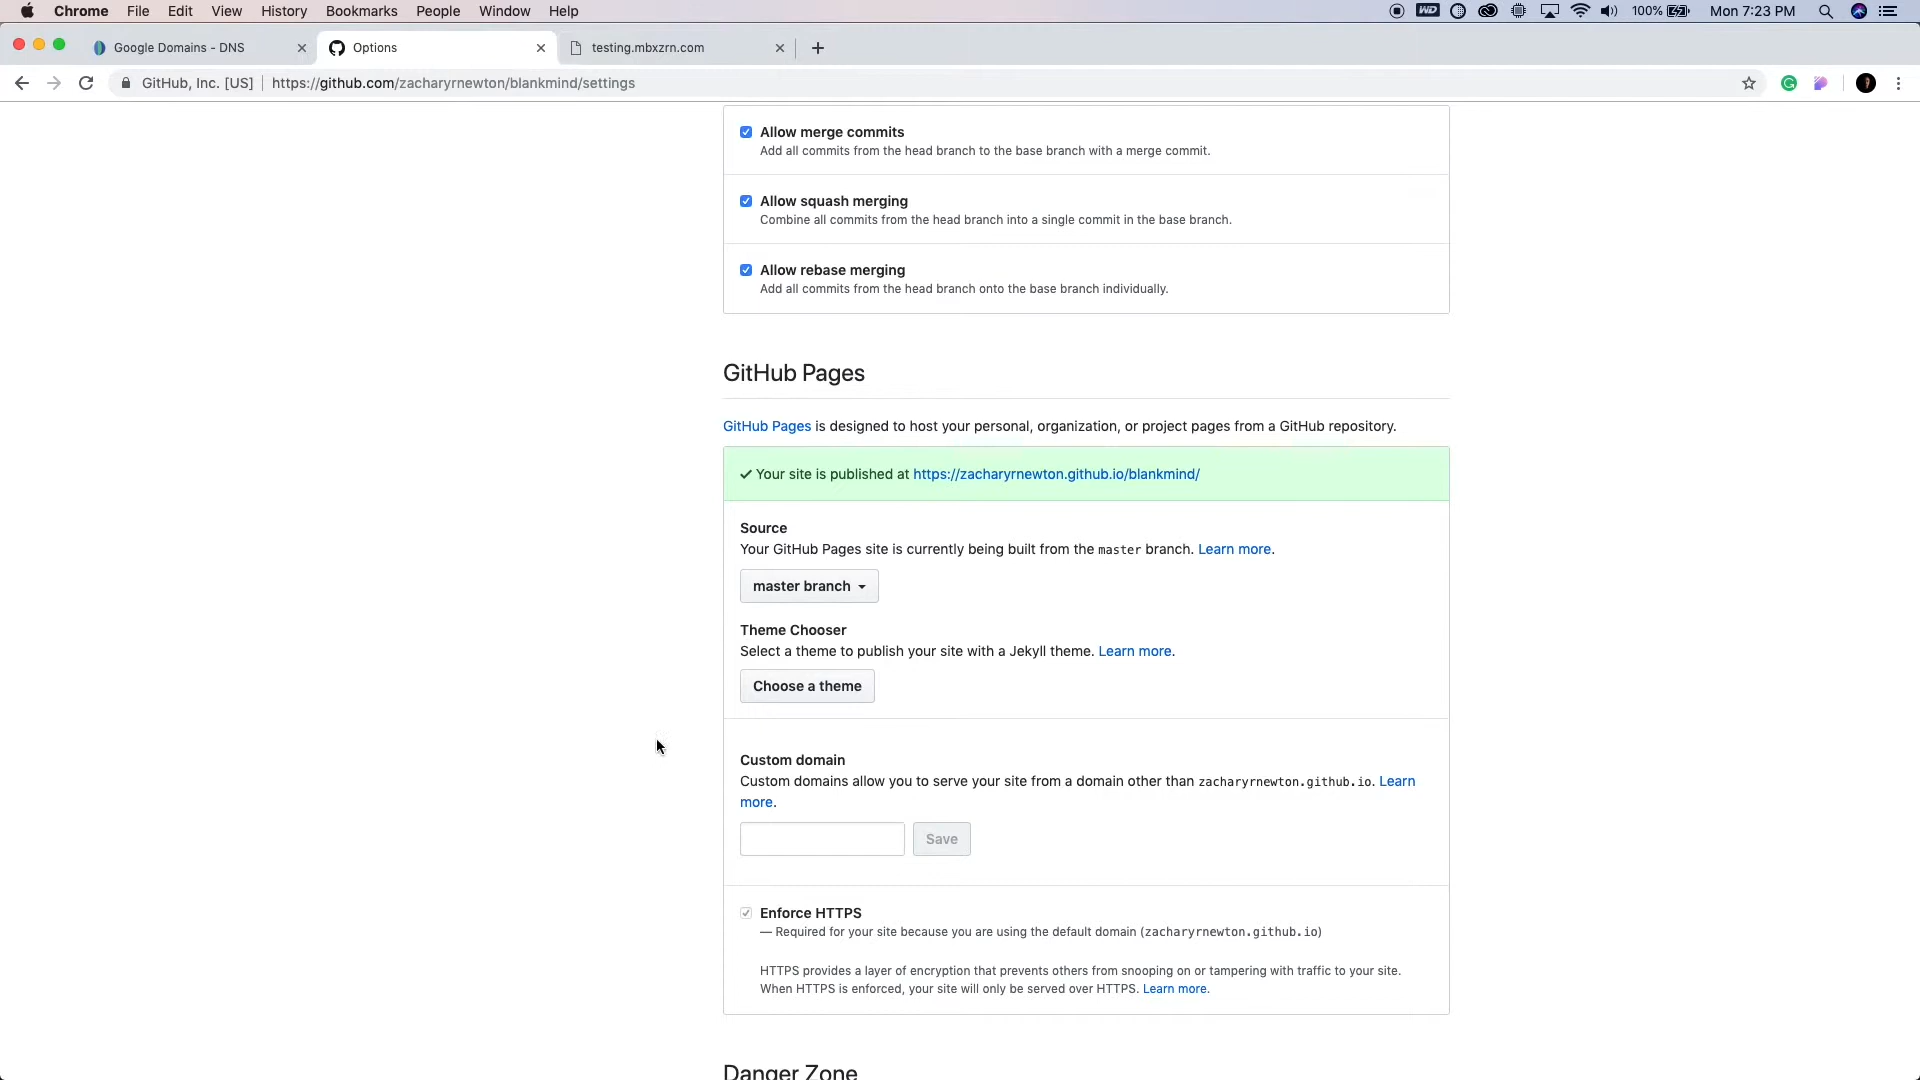 Chrome File Edit View History Bookmarks People Window Help
WD 100% Mon 7:23 PM
Google Domains - DNS
Options
testing.mbxzrn.com
GitHub, Inc. [US] https://github.com/zacharyrnewton/blankmind/settings
Allow merge commits
Add all commits from the head branch to the base branch with a merge commit.
Allow squash merging
Combine all commits from the head branch into a single commit in the base branch.
Allow rebase merging
Add all commits from the head branch onto the base branch individually.
GitHub Pages
GitHub Pages is designed to host your personal, organization, or project pages from a GitHub repository.
Your site is published at https://zacharyrnewton.github.io/blankmind/
Source
Your GitHub Pages site is currently being built from the master branch. Learn more.
master branch
Theme Chooser
Select a theme to publish your site with a Jekyll theme. Learn more.
Choose a theme
Custom domain
Custom domains allow you to serve your site from a domain other than zacharyrnewton.github.io. Learn
more.
Save
Enforce HTTPS
— Required for your site because you are using the default domain (zacharyrnewton.github.io)
HTTPS provides a layer of encryption that prevents others from snooping on or tampering with traffic to your site.
When HTTPS is enforced, your site will only be served over HTTPS. Learn more.
Danger Zone